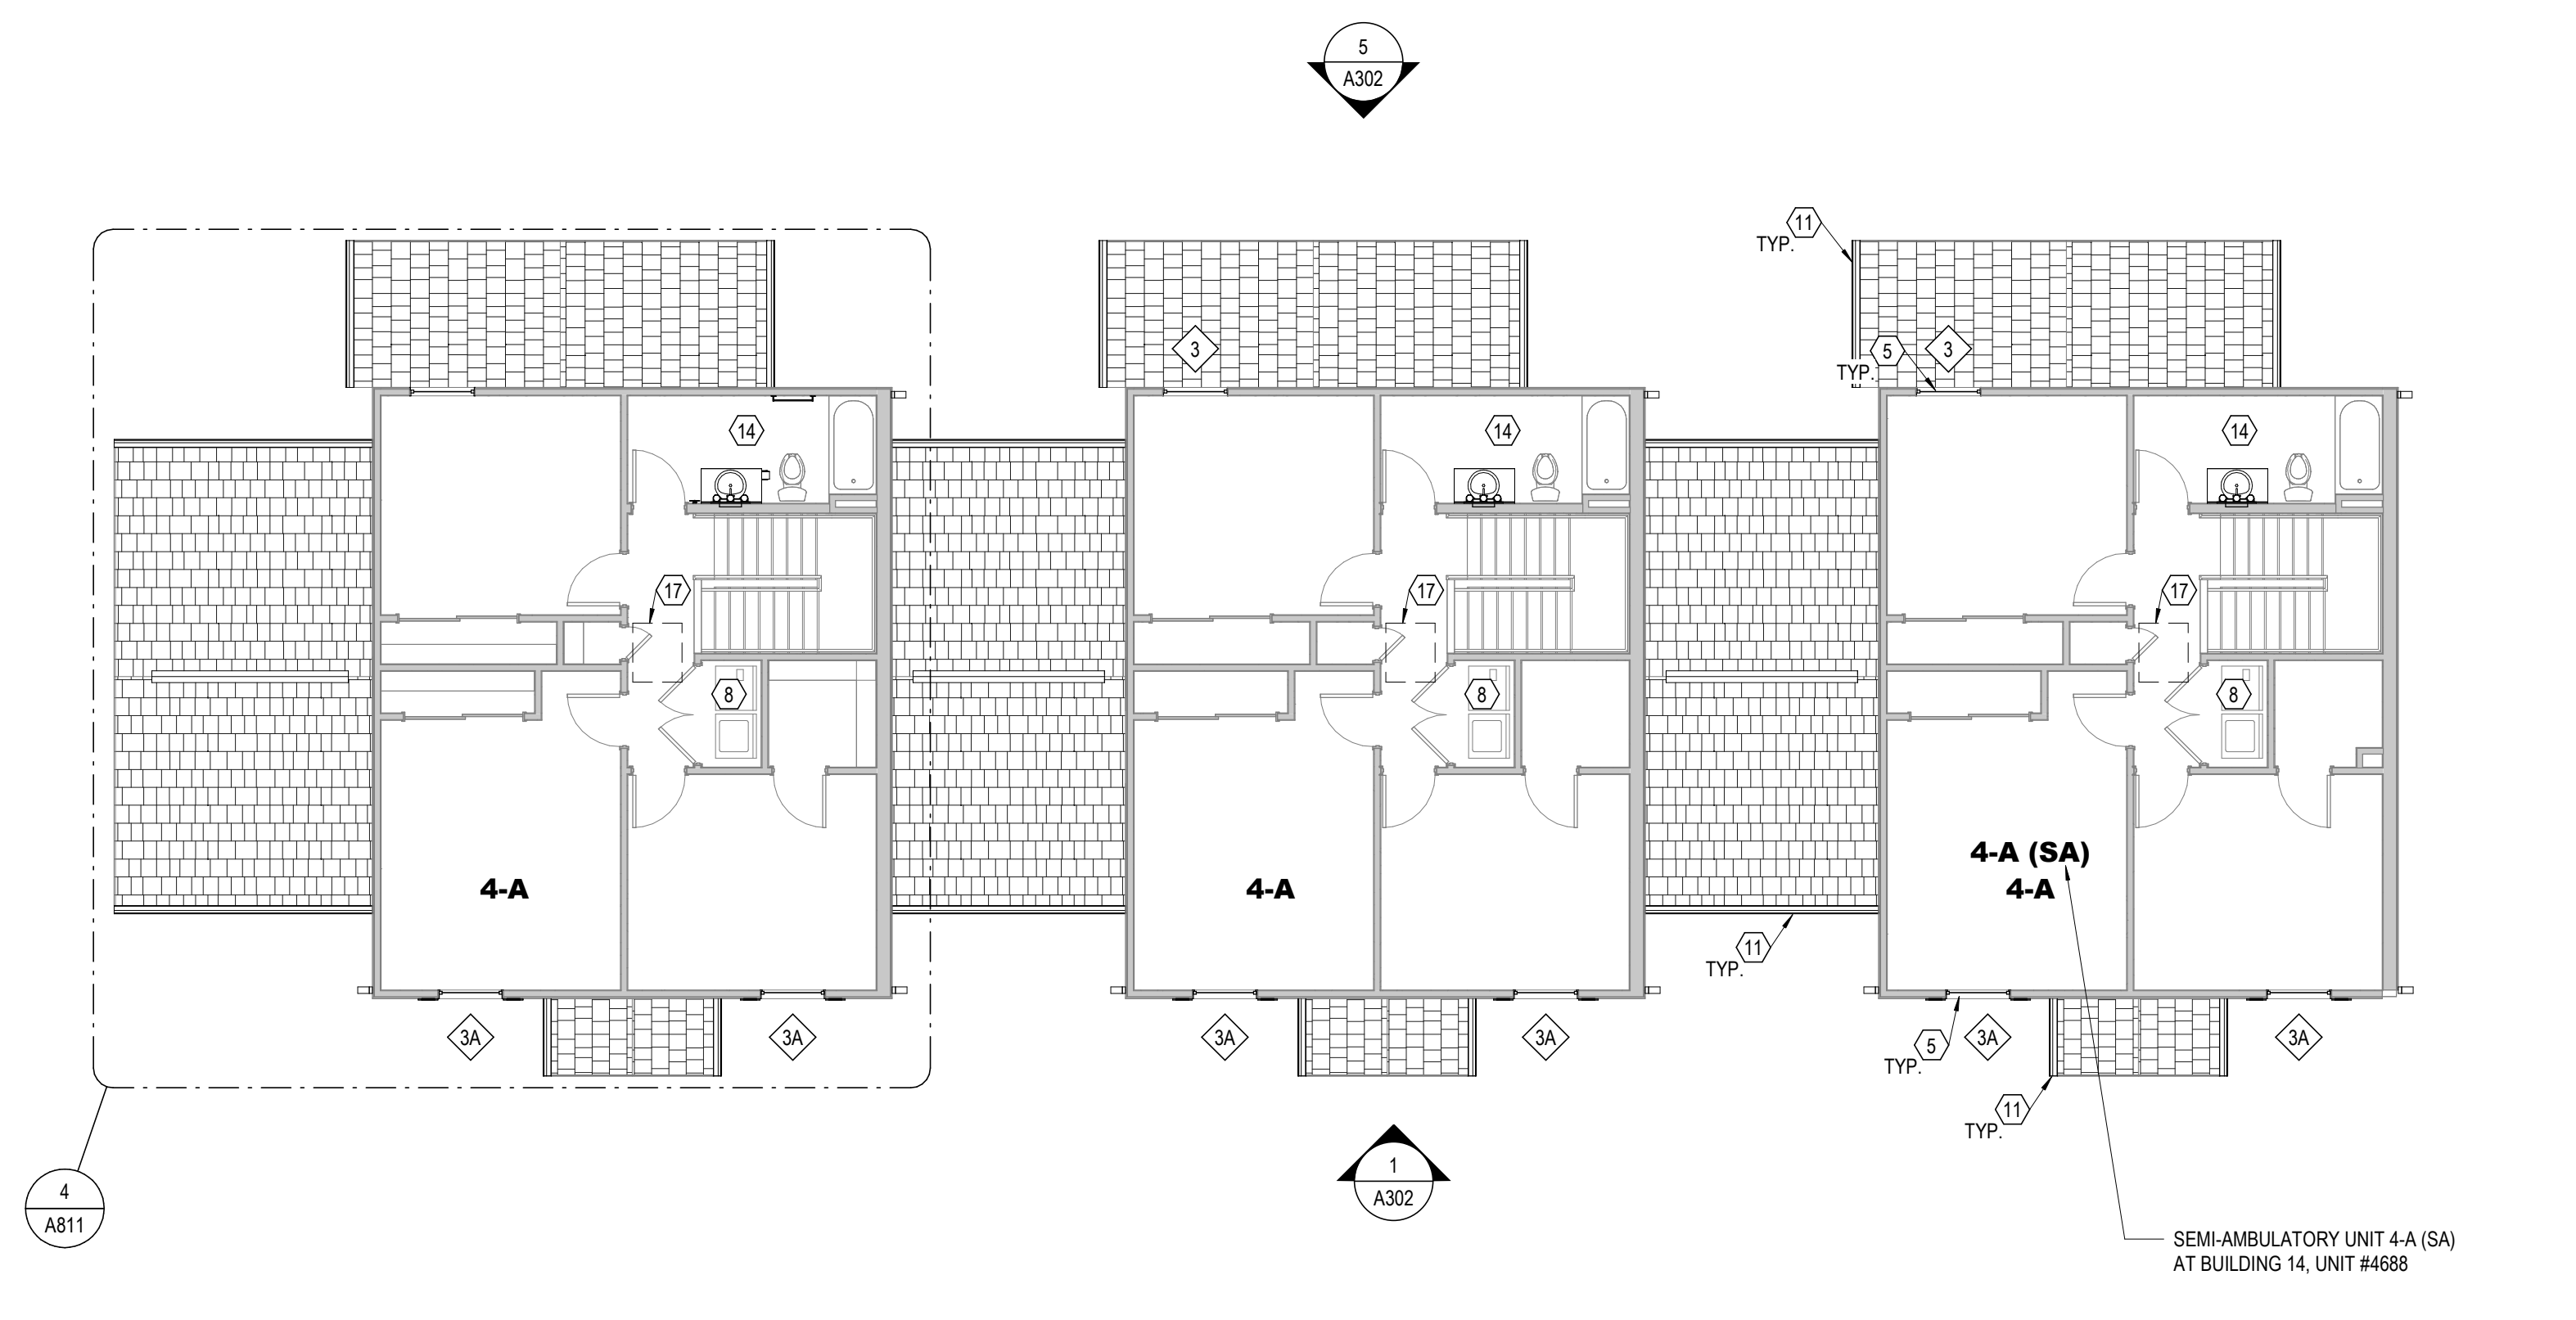 5
A302
11
TYP.
3
5
3
TYP.
14
14
14
17
17
17
8
8
8
4-A (SA)
4-A
4-A
4-A
11
TYP.
3A
3A
3A
3A
5
3A
3A
TYP.
11
TYP.
1
A302
4
A811
SEMI-AMBULATORY UNIT 4-A (SA)
AT BUILDING 14, UNIT #4688